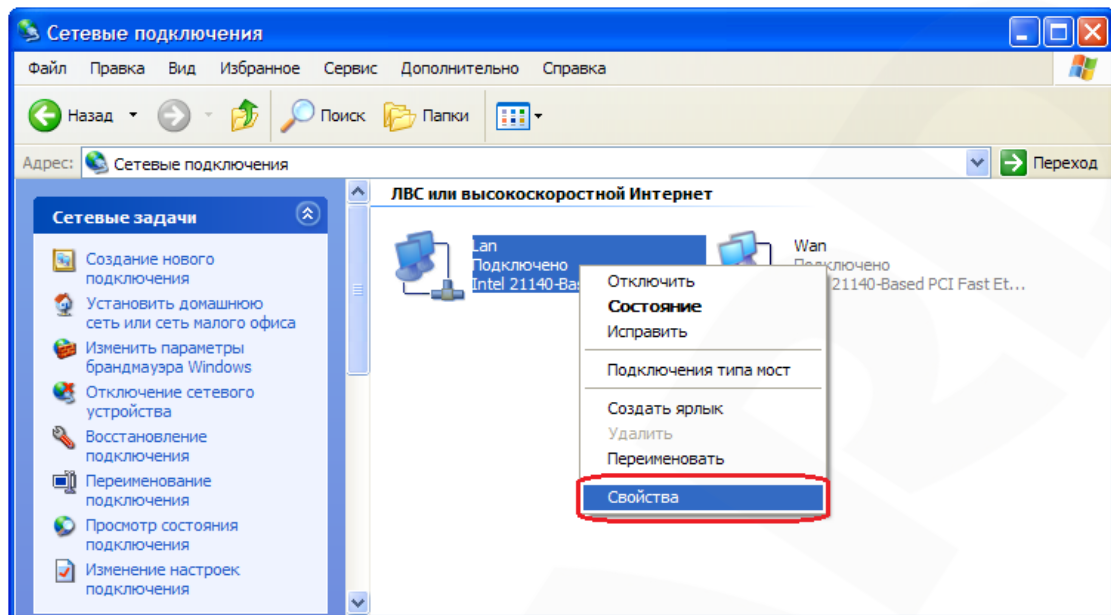 Сетевые подключения
Файл Правка Вид Избранное Сервис Дополнительно Справка
Назад Поиск Папки
Адрес: Сетевые подключения Переход
Сетевые задачи
Создание нового
подключения
Установить домашнюю
сеть или сеть малого офиса
Изменить параметры
брандмауэра Windows
Отключение сетевого
устройства
Восстановление
подключения
Переименование
подключения
Просмотр состояния
подключения
Изменение настроек
подключения
ЛВС или высокоскоростной Интернет
Lan
Подключено
Intel 21140-Bas
Wan
Подключено
21140-Based PCI Fast Et...
Отключить
Состояние
Исправить
Подключения типа мост
Создать ярлык
Удалить
Переименовать
Свойства